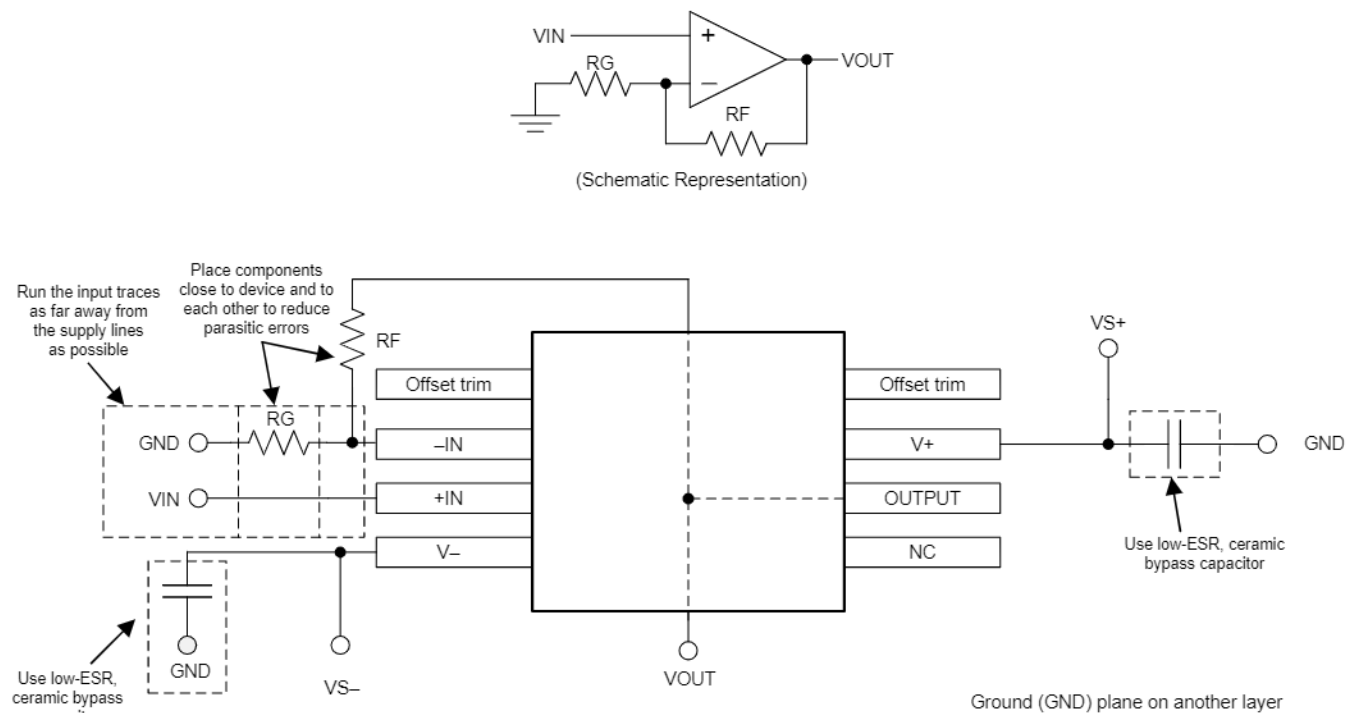 VIN
+
RG
–
VOUT
RF
(Schematic Representation)
Run the input traces
as far away from
the supply lines
as possible
Place components
close to device and to
each other to reduce
parasitic errors
RF
VS+
Offset trim
Offset trim
RG
GND
–IN
V+
GND
VIN
+IN
OUTPUT
V–
NC
Use low-ESR, ceramic
bypass capacitor
GND
Use low-ESR,
ceramic bypass
VS–
VOUT
Ground (GND) plane on another layer